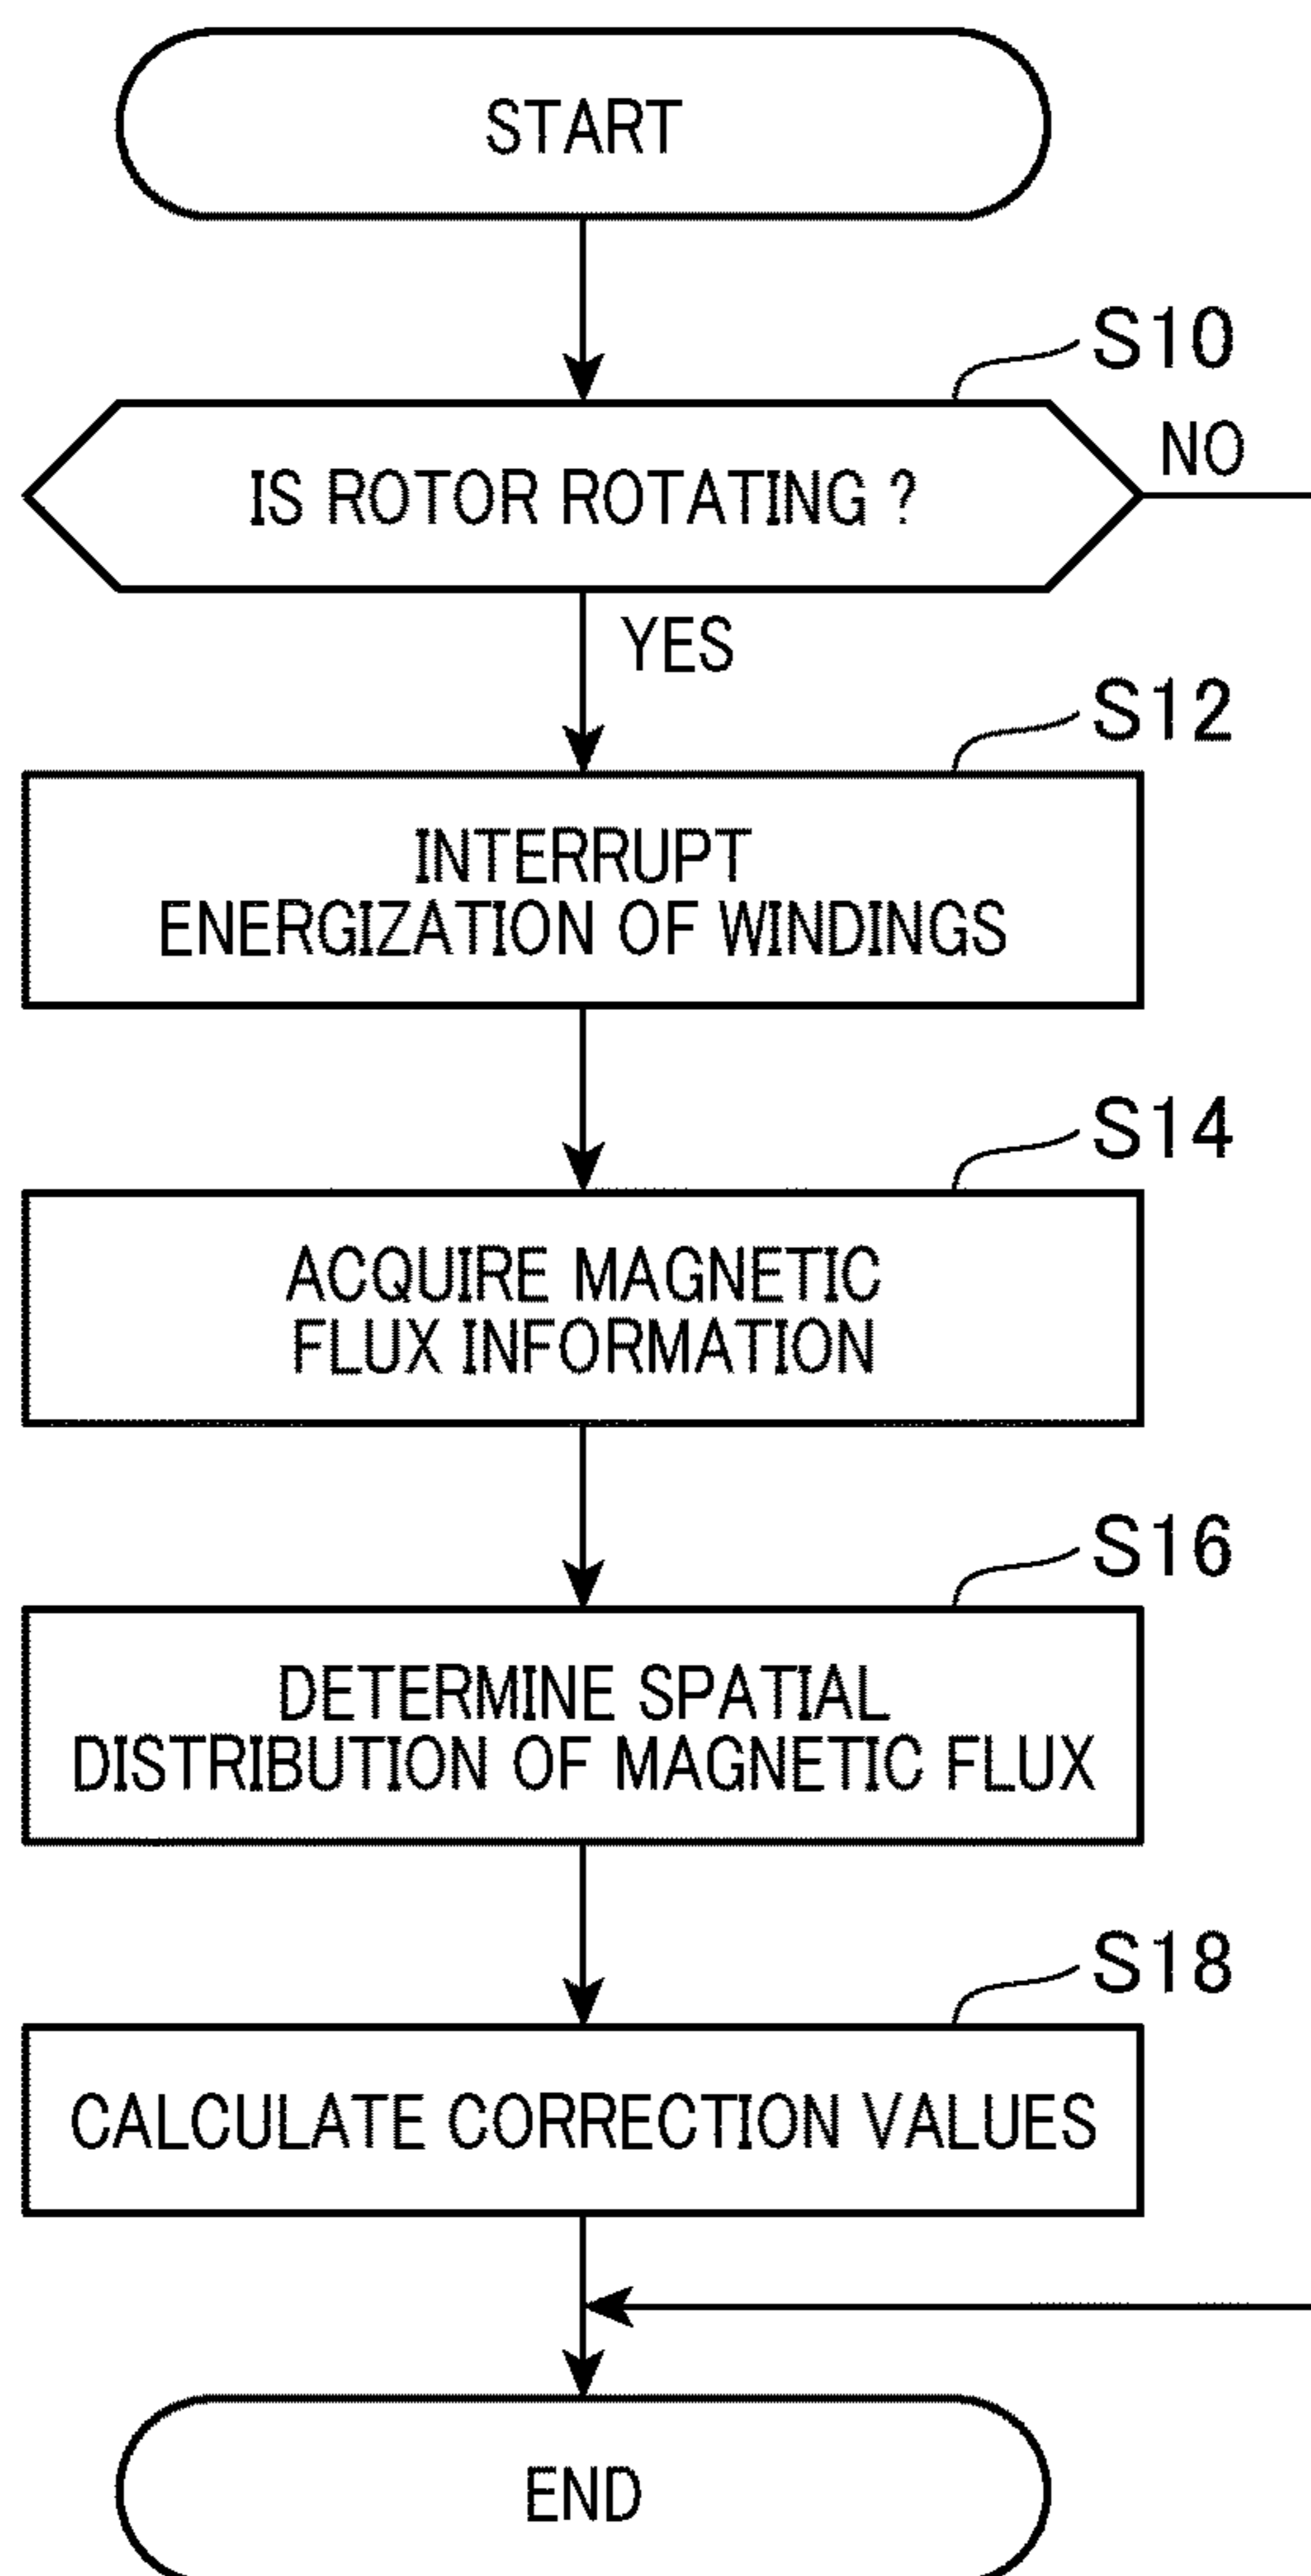 START
S10
IS ROTOR ROTATING ?
NO
YES
S12
INTERRUPT
ENERGIZATION OF WINDINGS
S14
ACQUIRE MAGNETIC
FLUX INFORMATION
S16
DETERMINE SPATIAL
DISTRIBUTION OF MAGNETIC FLUX
S18
CALCULATE CORRECTION VALUES
END